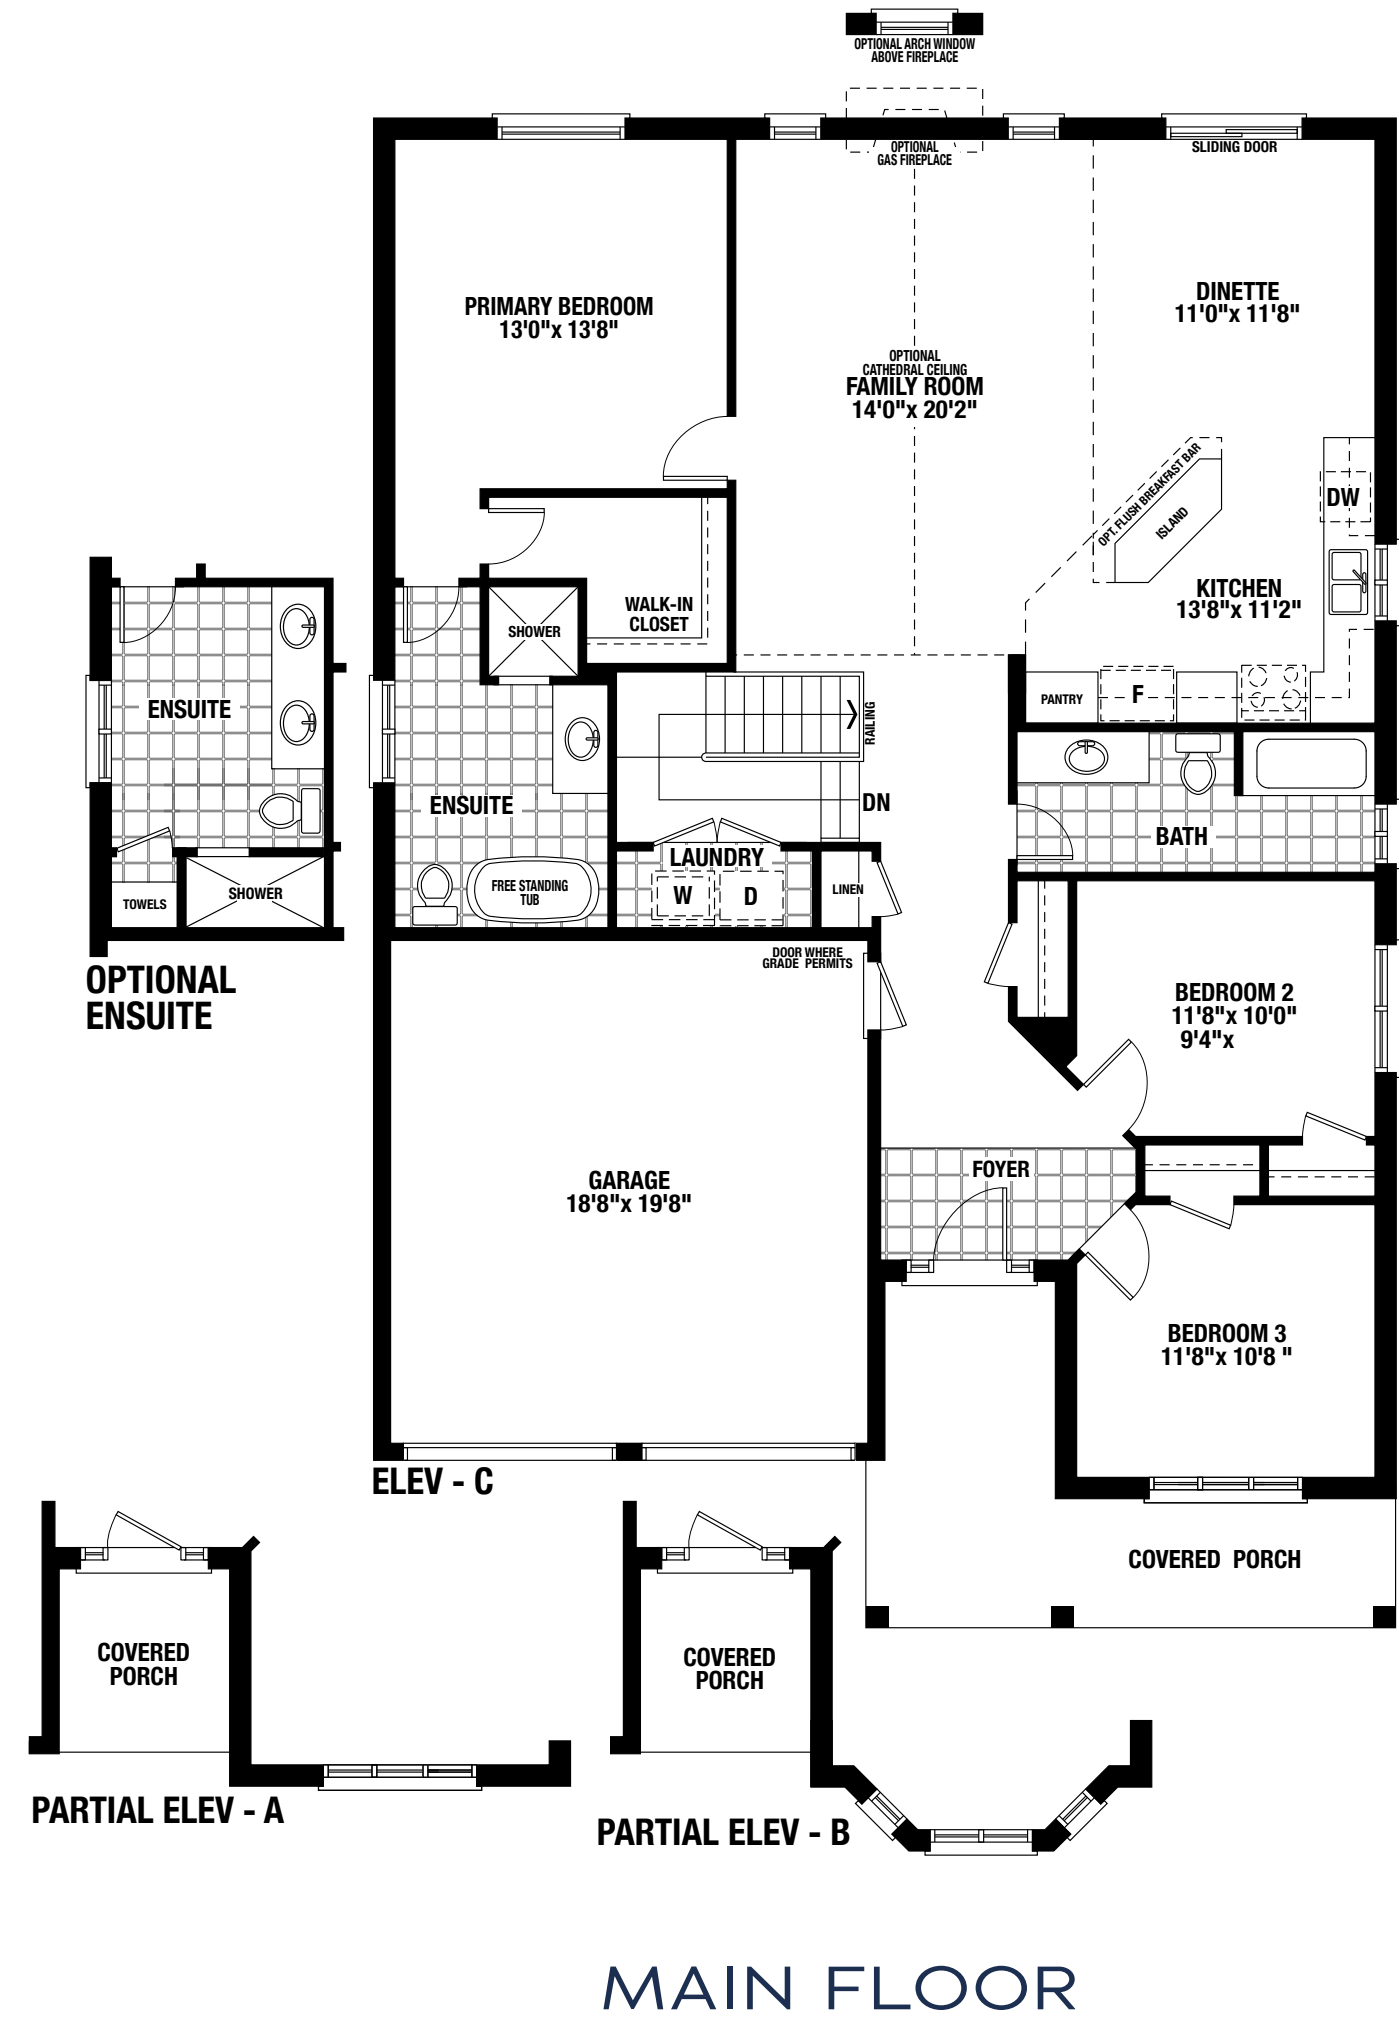 OPTIONAL ARCH WINDOW
ABOVE FIREPLACE
OPTIONAL
GAS FIREPLACE
SLIDING DOOR
PRIMARY BEDROOM
13'0"x 13'8"
DINETTE
11'0"x 11'8"
OPTIONAL
CATHEDRAL CEILING
FAMILY ROOM
14'0"x 20'2"
OPT. FLUSH BREAKFAST BAR
ISLAND
DW
KITCHEN
13'8"x 11'2"
WALK-IN
CLOSET
SHOWER
PANTRY
F
RAILING
ENSUITE
ENSUITE
DN
BATH
LAUNDRY
W
D
LINEN
FREE STANDING
TUB
SHOWER
TOWELS
OPTIONAL
ENSUITE
DOOR WHERE
GRADE PERMITS
BEDROOM 2
11'8"x 10'0"
9'4"x
FOYER
GARAGE
18'8"x 19'8"
BEDROOM 3
11'8"x 10'8 "
ELEV - C
COVERED PORCH
COVERED
PORCH
COVERED
PORCH
PARTIAL ELEV - A
PARTIAL ELEV - B
MAIN FLOOR